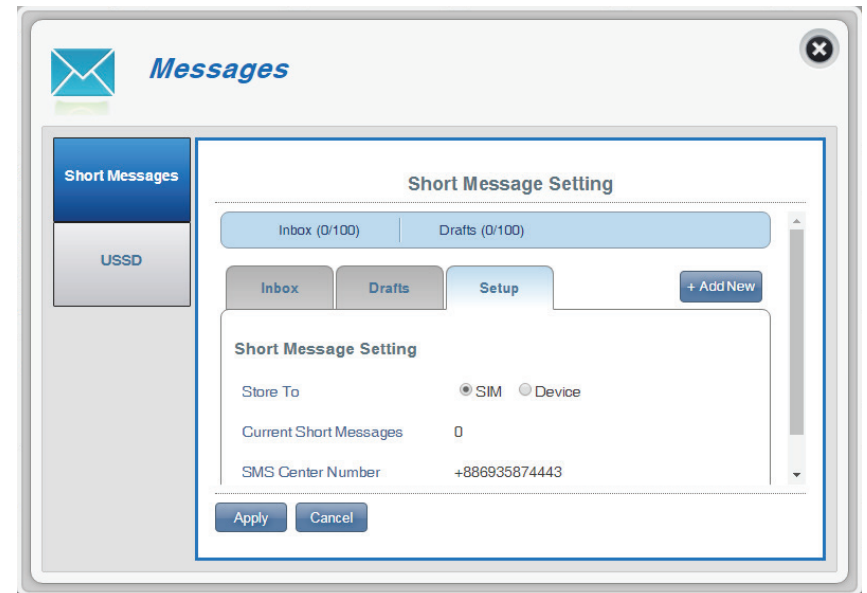 Messages
Short Messages
USSD
Short Message Setting
Inbox (0/100) Drafts (0/100)
Inbox Drafts Setup + Add New
Short Message Setting
Store To SIM Device
Current Short Messages 0
SMS Center Number +886935874443
Apply Cancel